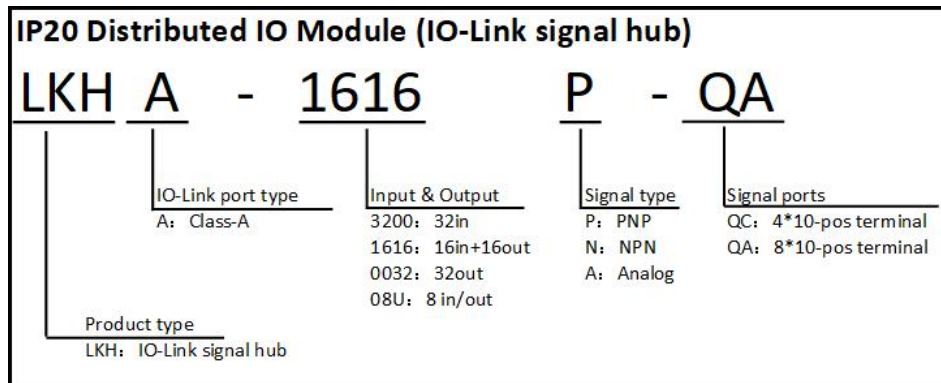 IP20 Distributed IO Module (IO-Link signal hub)
LKH A - 1616 P - QA
IO-Link port type
A： Class-A
Input & Output
3200： 32in
1616： 16in+16out
0032： 32out
08U： 8 in/out
Signal type
P： PNP
N： NPN
A： Analog
Signal ports
QC： 4*10-pos terminal
QA： 8*10-pos terminal
Product type
LKH： IO-Link signal hub